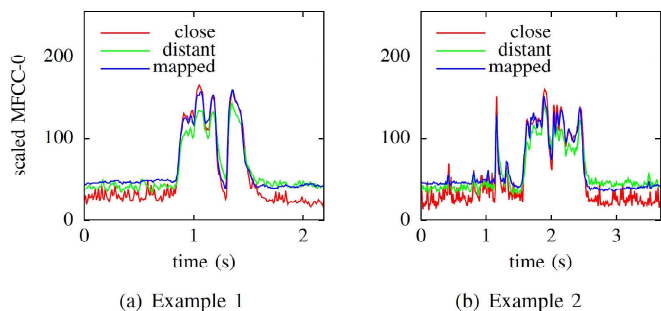 scaled MFCC-0
200
100
0
close
distant
mapped
0
1
2
time (s)
(a) Example 1
200
100
0
close
distant
mapped
0
1
2
3
time (s)
(b) Example 2